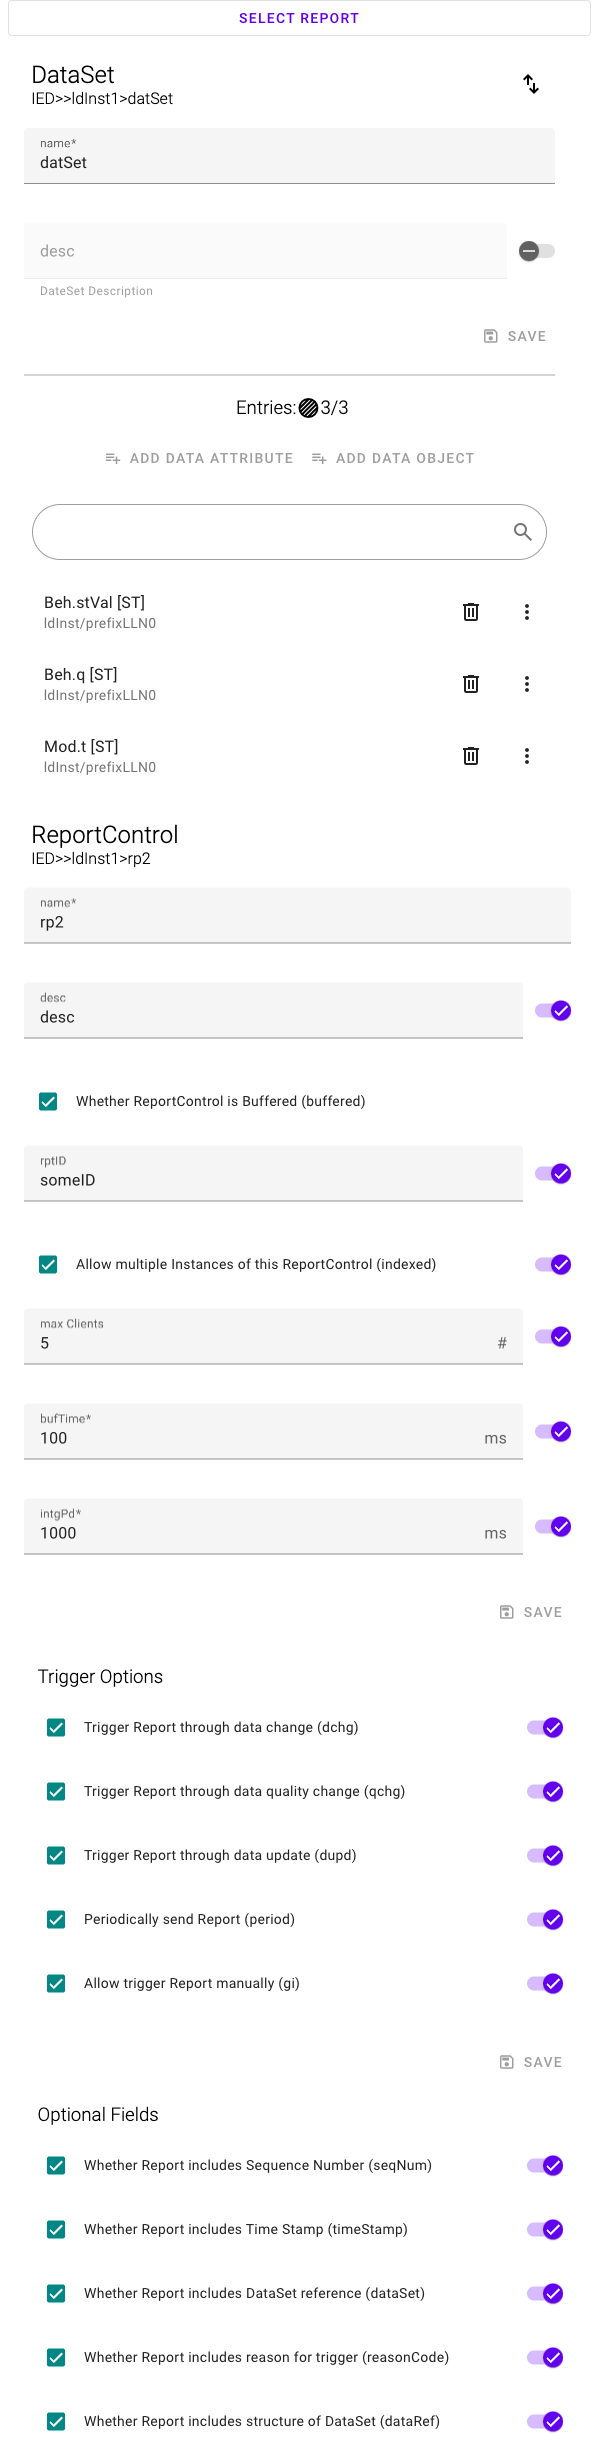 SELECT REPORT
DataSet
IED>>ldInst1>datSet
name*
datSet
desc
DateSet Description
SAVE
Entries: 3/3
ADD DATA ATTRIBUTE ADD DATA OBJECT
Beh.stVal [ST]
ldInst/prefixLLN0
Beh.q [ST]
ldInst/prefixLLN0
Mod.t [ST]
ldInst/prefixLLN0
ReportControl
IED>>ldInst1>rp2
name*
rp2
desc
desc
Whether ReportControl is Buffered (buffered)
rptID
someID
Allow multiple Instances of this ReportControl (indexed)
max Clients
5 #
bufTime*
100 ms
intgPd*
1000 ms
SAVE
Trigger Options
Trigger Report through data change (dchg)
Trigger Report through data quality change (qchg)
Trigger Report through data update (dupd)
Periodically send Report (period)
Allow trigger Report manually (gi)
SAVE
Optional Fields
Whether Report includes Sequence Number (seqNum)
Whether Report includes Time Stamp (timeStamp)
Whether Report includes DataSet reference (dataSet)
Whether Report includes reason for trigger (reasonCode)
Whether Report includes structure of DataSet (dataRef)